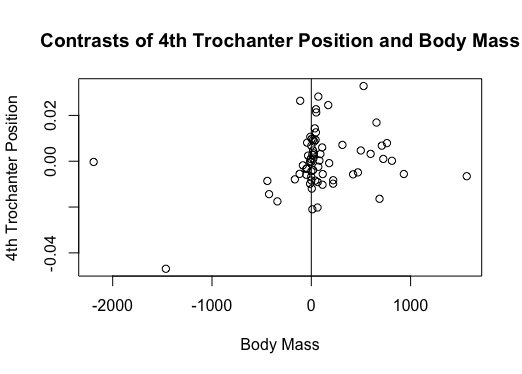 Contrasts of 4th Trochanter Position and Body Mass
4th Trochanter Position
0.02
0.00
-0.04
-2000 -1000 0 1000
Body Mass